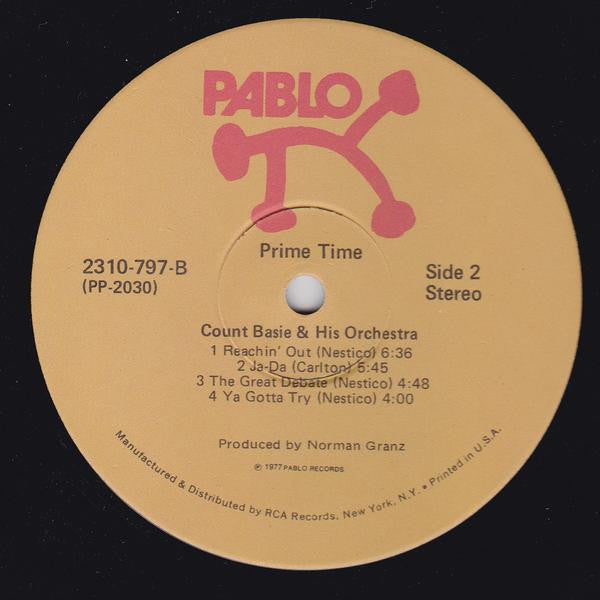 PABLO
Prime Time
2310-797-B
(PP-2030)
Side 2
Stereo
Count Basie & His Orchestra
1 Reachin' Out (Nestico) 6:36
2 Ja-Da (Carlton) 5:45
3 The Great Debate (Nestico) 4:48
4 Ya Gotta Try (Nestico) 4:00
Produced by Norman Granz
℗ 1977 PABLO RECORDS
Manufactured & Distributed by RCA Records, New York, N.Y. • Printed in U.S.A.